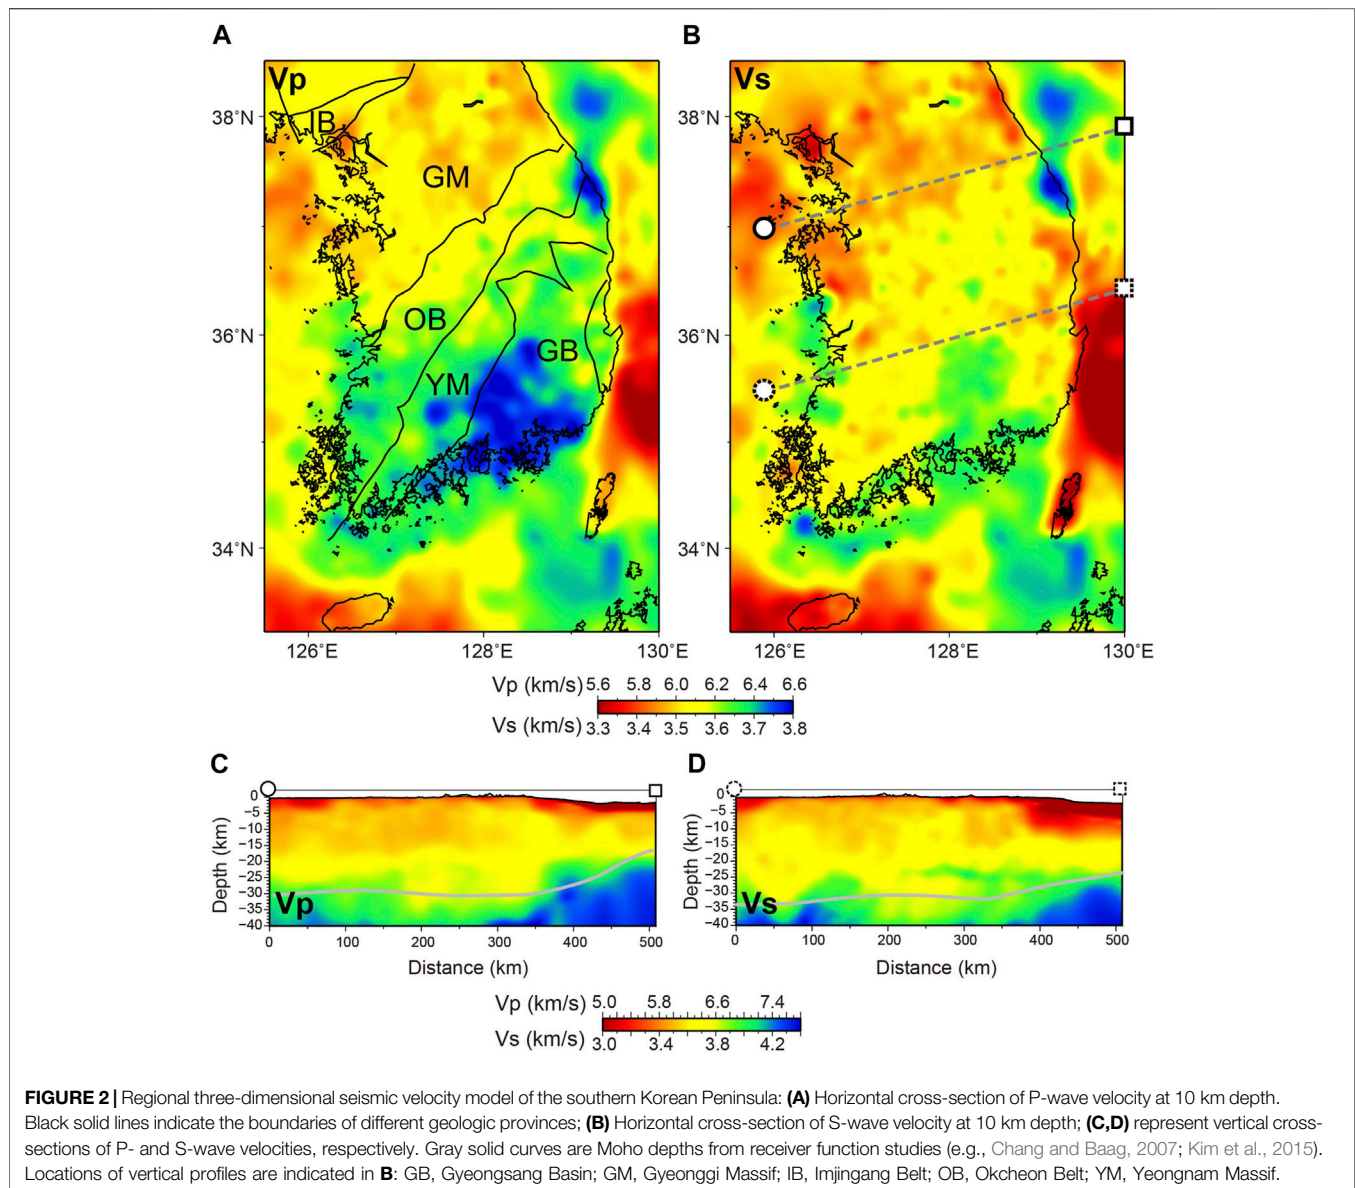 A
B
Vp
Vs
IB
GM
OB
GB
YM
38°N
36°N
34°N
126°E
128°E
130°E
38°N
36°N
34°N
126°E
128°E
130°E
Vp (km/s) 5.6 5.8 6.0 6.2 6.4 6.6
Vs (km/s) 3.3 3.4 3.5 3.6 3.7 3.8
C
D
Depth (km)
0
−5
−10
−15
−20
−25
−30
−35
−40
Vp
0 100 200 300 400 500
Distance (km)
Depth (km)
0
−5
−10
−15
−20
−25
−30
−35
−40
Vs
0 100 200 300 400 500
Distance (km)
Vp (km/s) 5.0 5.8 6.6 7.4
Vs (km/s) 3.0 3.4 3.8 4.2
FIGURE 2 | Regional three-dimensional seismic velocity model of the southern Korean Peninsula: (A) Horizontal cross-section of P-wave velocity at 10 km depth.
Black solid lines indicate the boundaries of different geologic provinces; (B) Horizontal cross-section of S-wave velocity at 10 km depth; (C,D) represent vertical cross-
sections of P- and S-wave velocities, respectively. Gray solid curves are Moho depths from receiver function studies (e.g., Chang and Baag, 2007; Kim et al., 2015).
Locations of vertical profiles are indicated in B: GB, Gyeongsang Basin; GM, Gyeonggi Massif; IB, Imjingang Belt; OB, Okcheon Belt; YM, Yeongnam Massif.